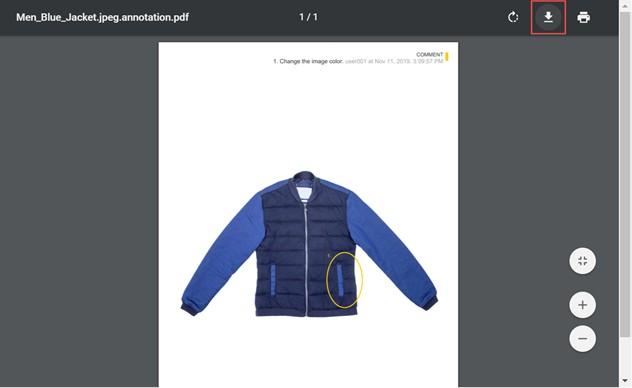 Men_Blue_Jacket.jpeg.annotation.pdf
1 / 1
COMMENT
1. Change the image color. user001 at Nov 11, 2019, 3:09:57 PM